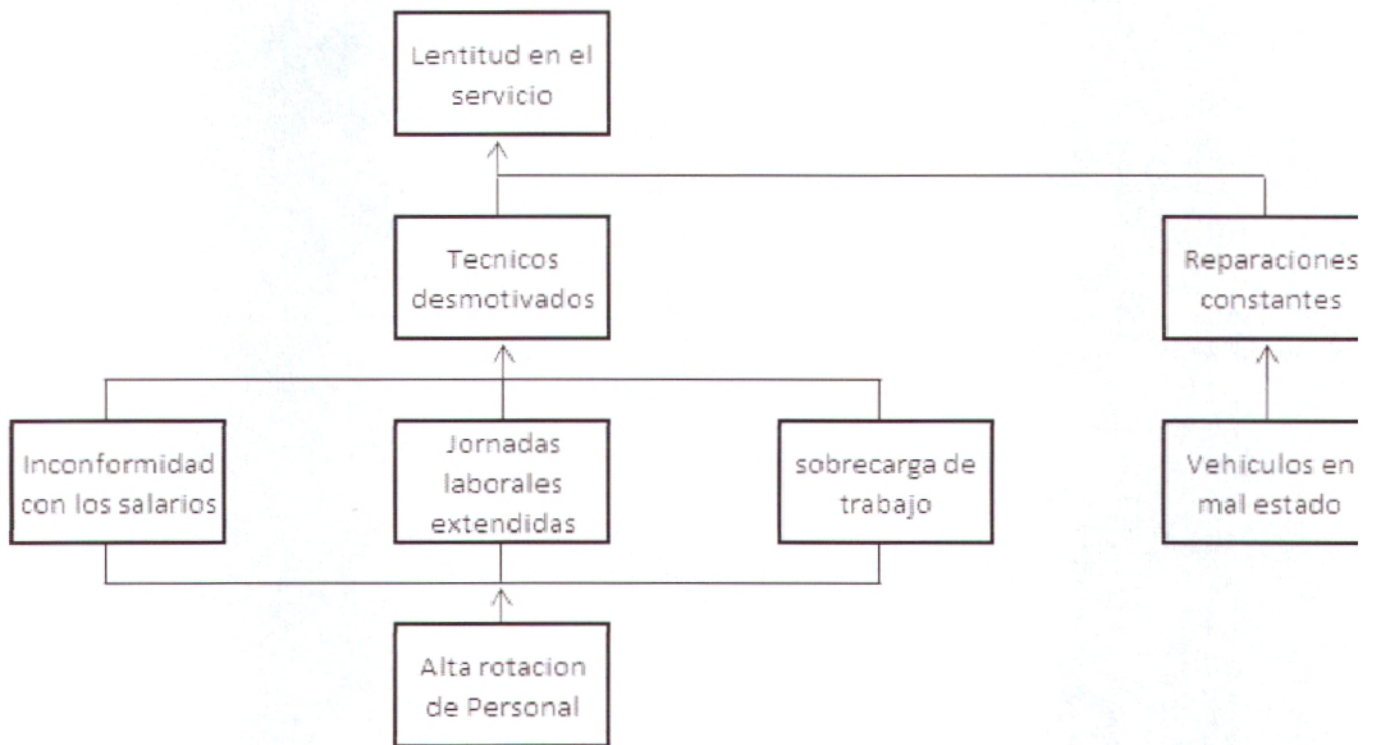 Lentitud en el
servicio
Tecnicos
desmotivados
Reparaciones
constantes
Inconformidad
con los salarios
Jornadas
laborales
extendidas
sobrecarga de
trabajo
Vehiculos en
mal estado
Alta rotacion
de Personal